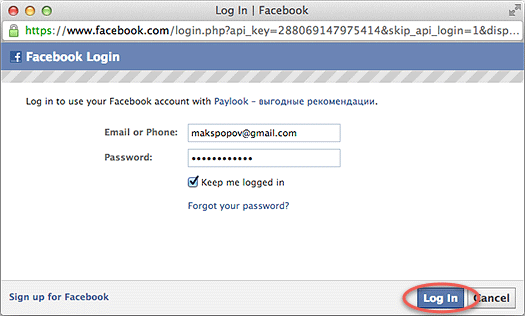 Log In | Facebook
https://www.facebook.com/login.php?api_key=288069147975414&skip_api_login=1&disp...
f Facebook Login
Log in to use your Facebook account with Paylook – выгодные рекомендации.
Email or Phone: makspopov@gmail.com
Password: ••••••••••••
Keep me logged in
Forgot your password?
Sign up for Facebook Log In Cancel